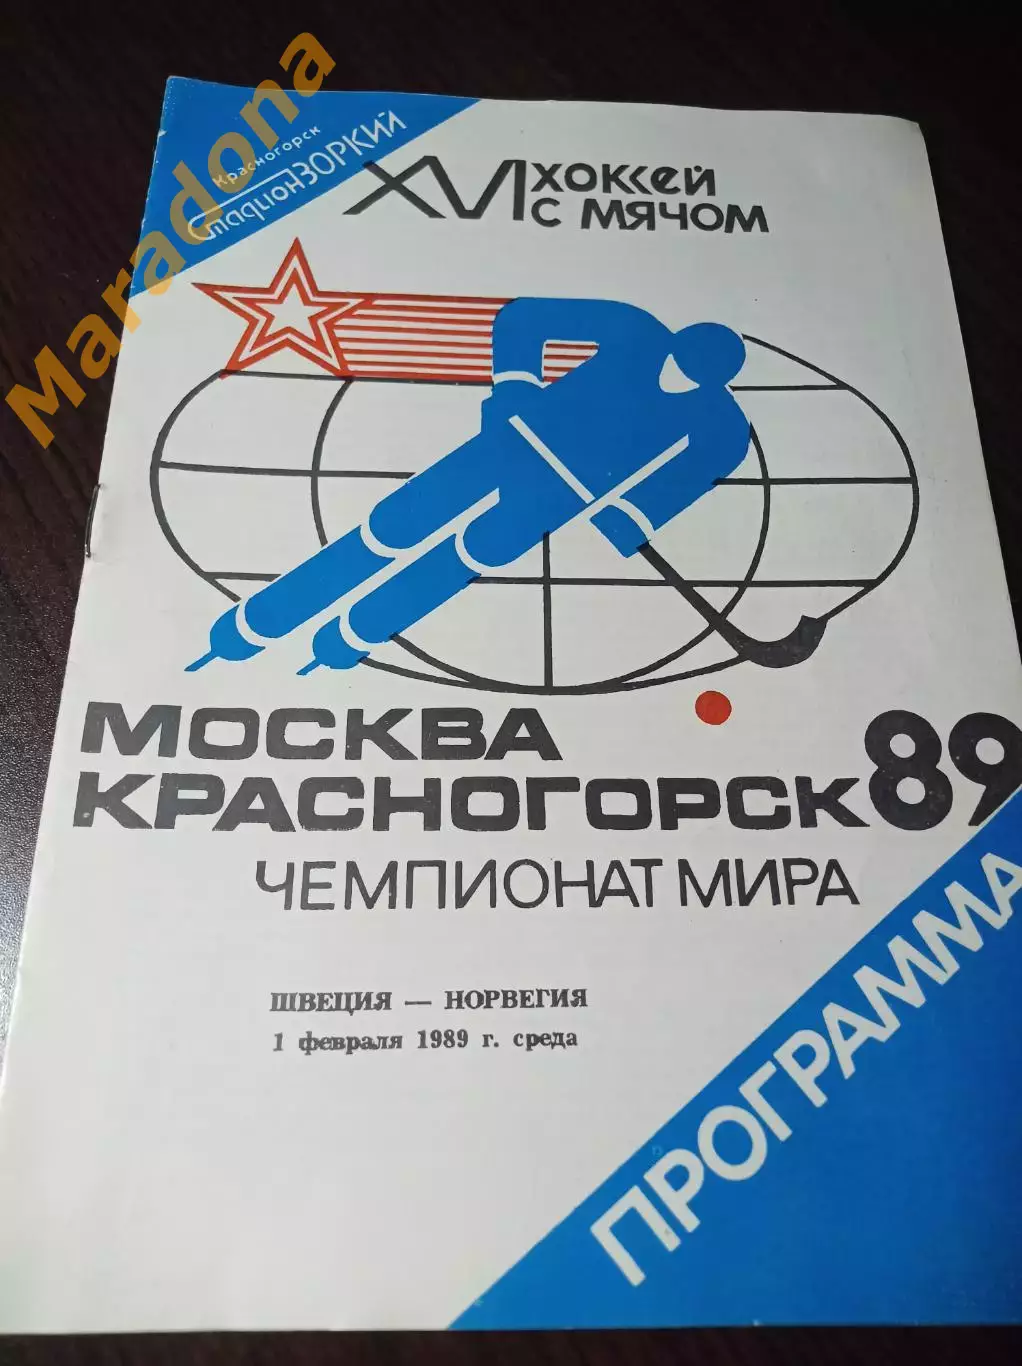 Maradona
Красногорск
Стадион ЗОРКИЙ
XVI ХОККЕЙ
С МЯЧОМ
МОСКВА
КРАСНОГОРСК 89
ЧЕМПИОНАТ МИРА
ШВЕЦИЯ — НОРВЕГИЯ
1 февраля 1989 г. среда
ПРОГРАММА